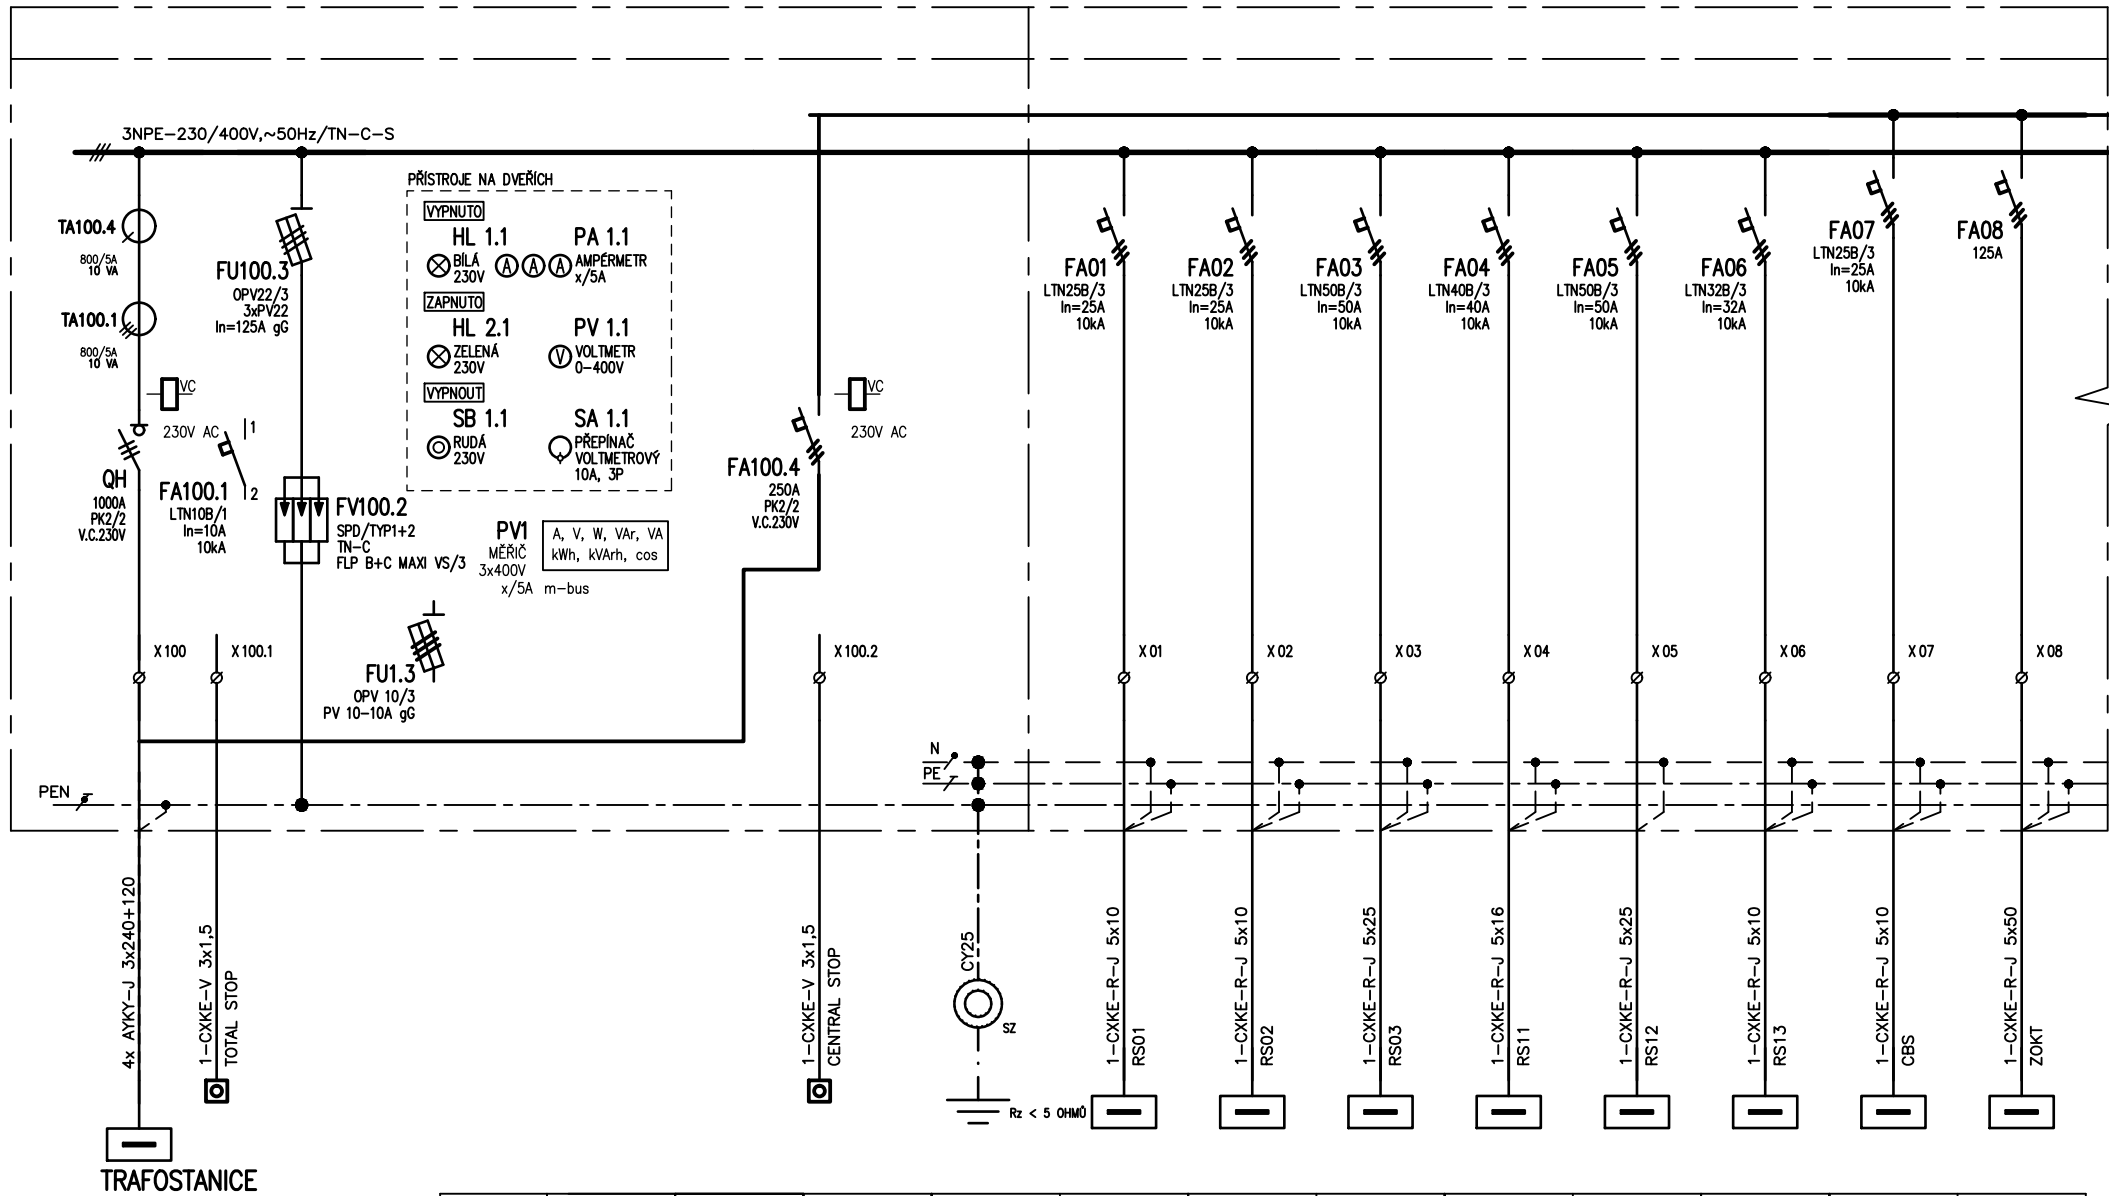 3NPE-230/400V,~50Hz/TN-C-S
TA100.4
800/5A
10 VA
TA100.1
800/5A
10 VA
VC
230V AC
QH
1000A
PK2/2
V.C.230V
1
2
FA100.1
LTN10B/1
In=10A
10kA
FU100.3
OPV22/3
3xPV22
In=125A gG
FV100.2
SPD/TYP1+2
TN-C
FLP B+C MAXI VS/3
PŘÍSTROJE NA DVEŘÍCH
VYPNUTO
HL 1.1
BÍLÁ
230V
A A A
PA 1.1
AMPÉRMETR
x/5A
ZAPNUTO
HL 2.1
ZELENÁ
230V
V
PV 1.1
VOLTMETR
0-400V
VYPNOUT
SB 1.1
RUDÁ
230V
SA 1.1
PŘEPÍNAČ
VOLTMETROVÝ
10A, 3P
PV1
MĚŘIČ
3x400V
x/5A m-bus
A, V, W, VAr, VA
kWh, kVArh, cos
FU1.3
OPV 10/3
PV 10-10A gG
VC
230V AC
FA100.4
250A
PK2/2
V.C.230V
FA01
LTN25B/3
In=25A
10kA
FA02
LTN25B/3
In=25A
10kA
FA03
LTN50B/3
In=50A
10kA
FA04
LTN40B/3
In=40A
10kA
FA05
LTN50B/3
In=50A
10kA
FA06
LTN32B/3
In=32A
10kA
FA07
LTN25B/3
In=25A
10kA
FA08
125A
X100
X100.1
X100.2
X01
X02
X03
X04
X05
X06
X07
X08
N
PE
PEN
4x AYKY-J 3x240+120
TRAFOSTANICE
1-CXKE-V 3x1,5
TOTAL STOP
1-CXKE-V 3x1,5
CENTRAL STOP
CY25
SZ
Rz < 5 OHMŮ
1-CXKE-R-J 5x10
RS01
1-CXKE-R-J 5x10
RS02
1-CXKE-R-J 5x25
RS03
1-CXKE-R-J 5x16
RS11
1-CXKE-R-J 5x25
RS12
1-CXKE-R-J 5x10
RS13
1-CXKE-R-J 5x10
CBS
1-CXKE-R-J 5x50
ZOKT